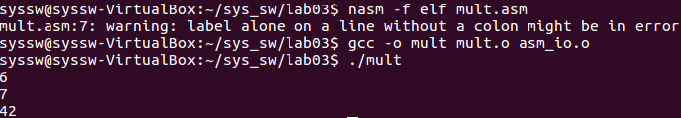 syssw@syssw-VirtualBox:~/sys_sw/lab03$ nasm -f elf mult.asm
mult.asm:7: warning: label alone on a line without a colon might be in error
syssw@syssw-VirtualBox:~/sys_sw/lab03$ gcc -o mult mult.o asm_io.o
syssw@syssw-VirtualBox:~/sys_sw/lab03$ ./mult
6
7
42